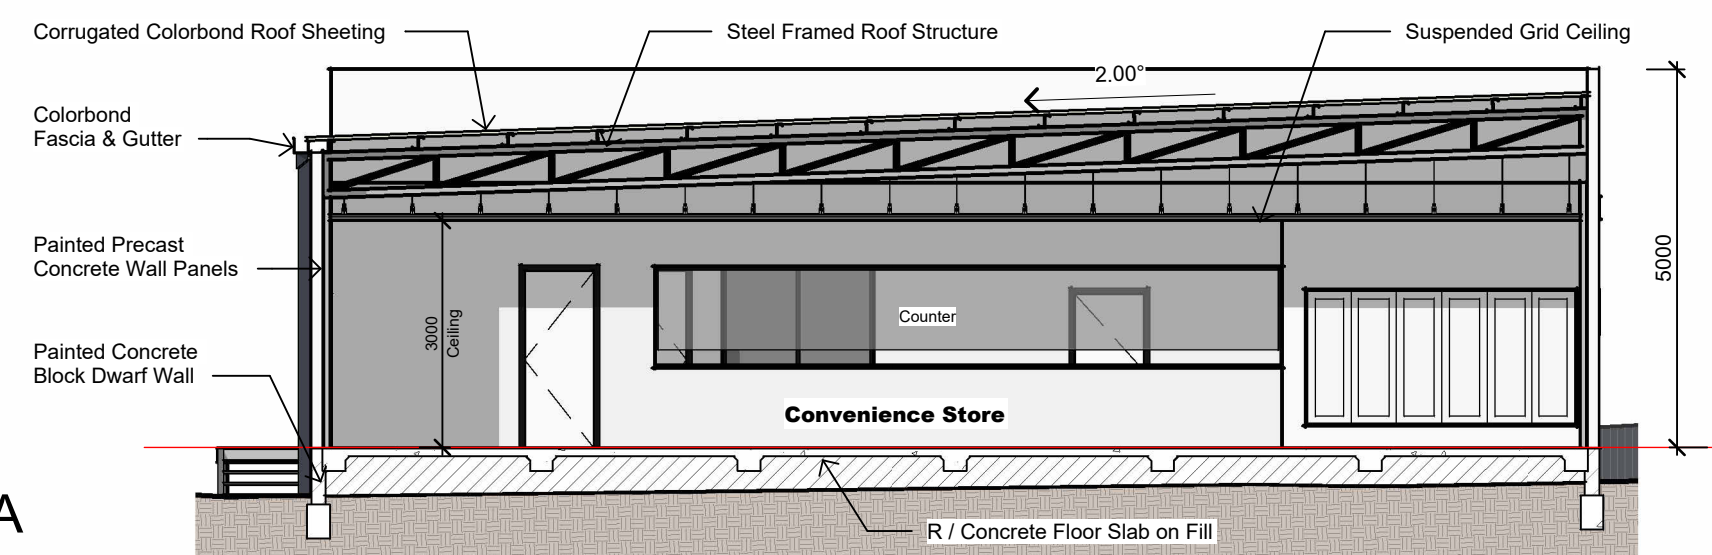 Corrugated Colorbond Roof Sheeting
Steel Framed Roof Structure
Suspended Grid Ceiling
2.00°
Colorbond
Fascia & Gutter
Painted Precast
Concrete Wall Panels
5000
3000
Ceiling
Counter
Painted Concrete
Block Dwarf Wall
Convenience Store
A
R / Concrete Floor Slab on Fill